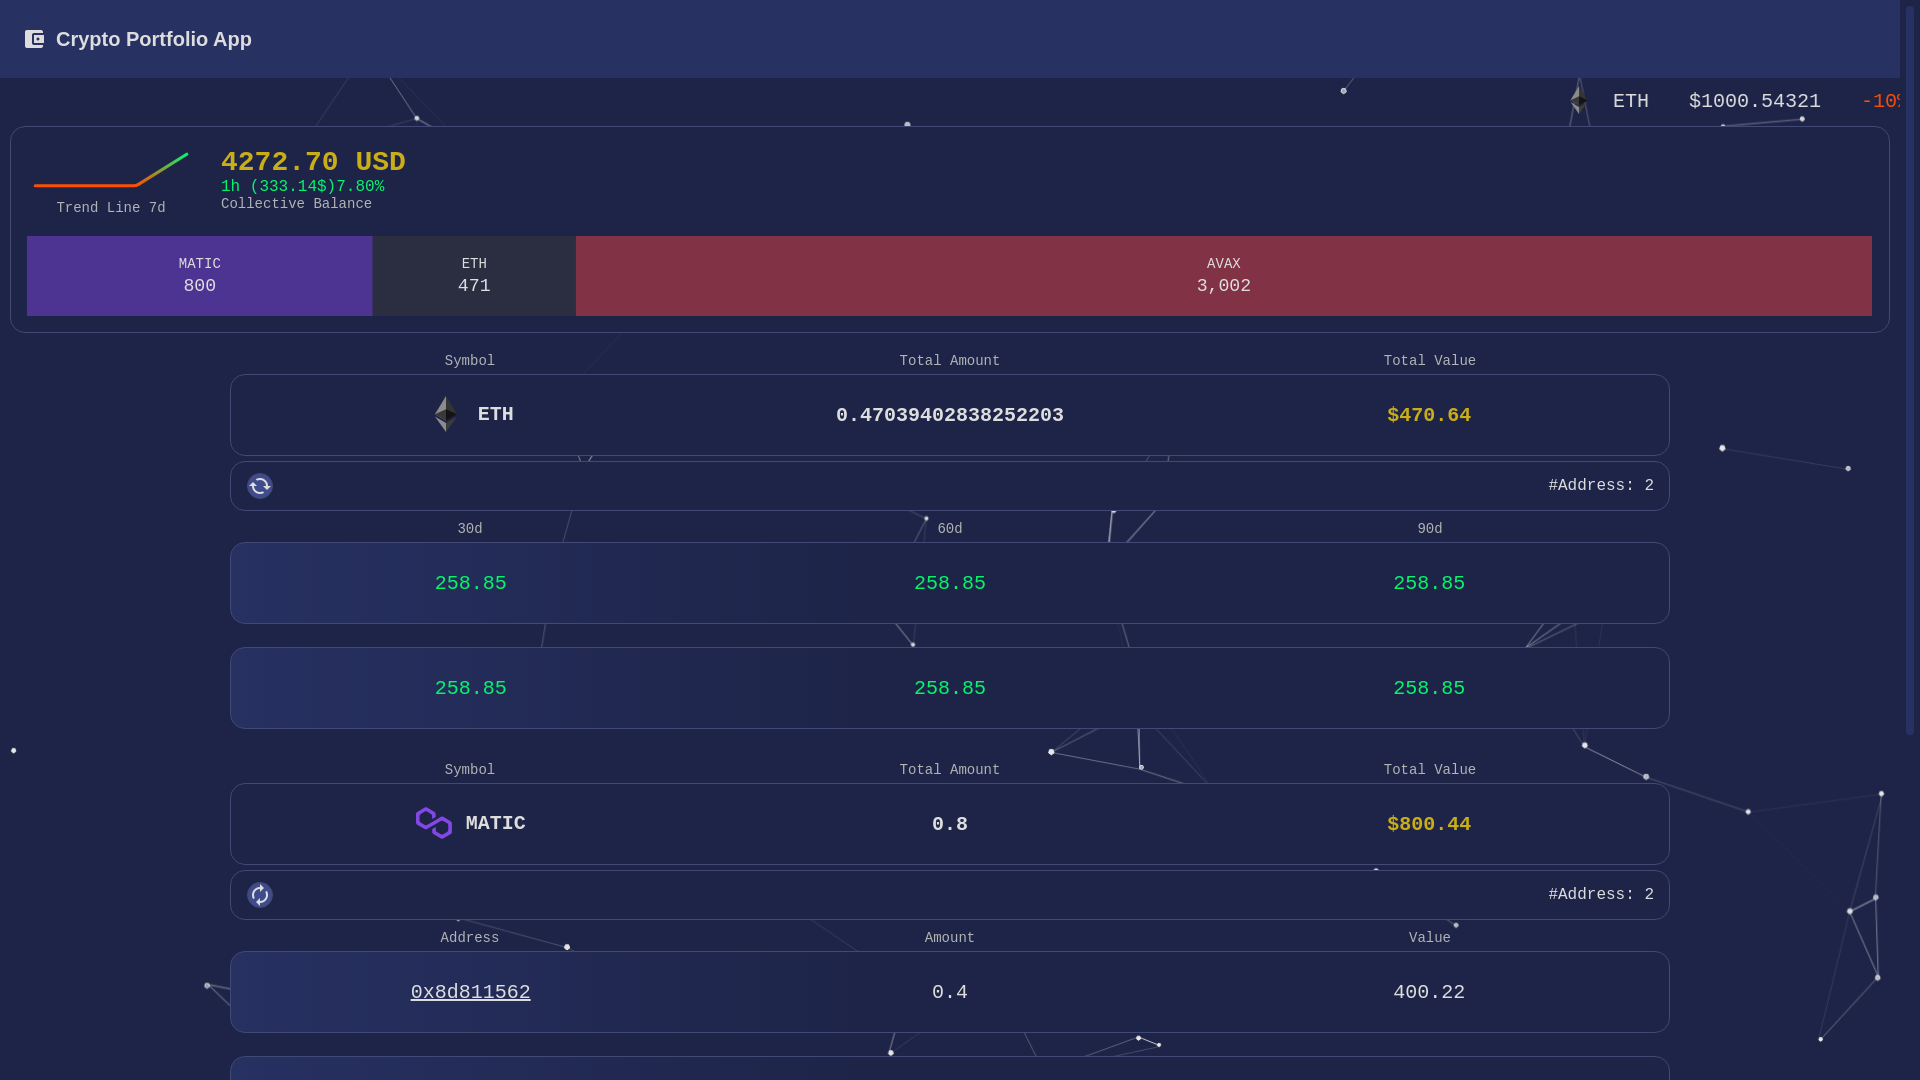 Crypto Portfolio App
ETH $1000.54321 -10%
4272.70 USD
1h (333.14$)7.80%
Collective Balance
Trend Line 7d
MATIC ETH AVAX
800 471 3,002
Symbol Total Amount Total Value
ETH 0.47039402838252203 $470.64
#Address: 2
30d 60d 90d
258.85 258.85 258.85
258.85 258.85 258.85
Symbol Total Amount Total Value
MATIC 0.8 $800.44
#Address: 2
Address Amount Value
0x8d811562 0.4 400.22